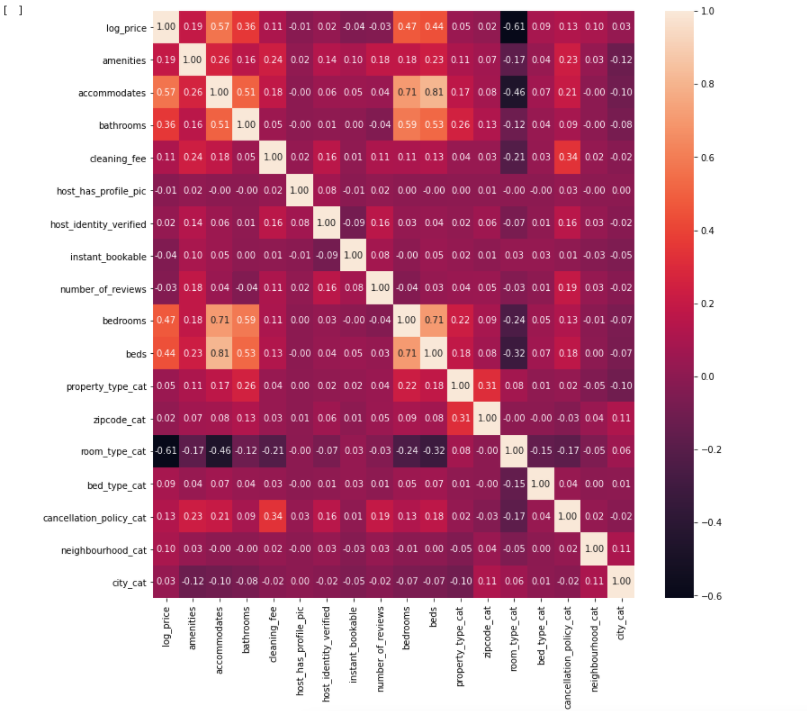 [ ]
log_price 1.00 0.19 0.57 0.36 0.11 -0.01 0.02 -0.04 -0.03 0.47 0.44 0.05 0.02 -0.61 0.09 0.13 0.10 0.03
amenities 0.19 1.00 0.26 0.16 0.24 0.02 0.14 0.10 0.18 0.18 0.23 0.11 0.07 -0.17 0.04 0.23 0.03 -0.12
accommodates 0.57 0.26 1.00 0.51 0.18 -0.00 0.06 0.05 0.04 0.71 0.81 0.17 0.08 -0.46 0.07 0.21 -0.00 -0.10
bathrooms 0.36 0.16 0.51 1.00 0.05 -0.00 0.01 0.00 -0.04 0.59 0.53 0.26 0.13 -0.12 0.04 0.09 -0.00 -0.08
cleaning_fee 0.11 0.24 0.18 0.05 1.00 0.02 0.16 0.01 0.11 0.11 0.13 0.04 0.03 -0.21 0.03 0.34 0.02 -0.02
host_has_profile_pic -0.01 0.02 -0.00 -0.00 0.02 1.00 0.08 -0.01 0.02 0.00 -0.00 0.00 0.01 -0.00 -0.00 0.03 -0.00 0.00
host_identity_verified 0.02 0.14 0.06 0.01 0.16 0.08 1.00 -0.09 0.16 0.03 0.04 0.02 0.06 -0.07 0.01 0.16 0.03 -0.02
instant_bookable -0.04 0.10 0.05 0.00 0.01 -0.01 -0.09 1.00 0.08 -0.00 0.05 0.02 0.01 0.03 0.03 0.01 -0.03 -0.05
number_of_reviews -0.03 0.18 0.04 -0.04 0.11 0.02 0.16 0.08 1.00 -0.04 0.03 0.04 0.05 -0.03 0.01 0.19 0.03 -0.02
bedrooms 0.47 0.18 0.71 0.59 0.11 0.00 0.03 -0.00 -0.04 1.00 0.71 0.22 0.09 -0.24 0.05 0.13 -0.01 -0.07
beds 0.44 0.23 0.81 0.53 0.13 -0.00 0.04 0.05 0.03 0.71 1.00 0.18 0.08 -0.32 0.07 0.18 0.00 -0.07
property_type_cat 0.05 0.11 0.17 0.26 0.04 0.00 0.02 0.02 0.04 0.22 0.18 1.00 0.31 0.08 0.01 0.02 -0.05 -0.10
zipcode_cat 0.02 0.07 0.08 0.13 0.03 0.01 0.06 0.01 0.05 0.09 0.08 0.31 1.00 -0.00 -0.00 -0.03 0.04 0.11
room_type_cat -0.61 -0.17 -0.46 -0.12 -0.21 -0.00 -0.07 0.03 -0.03 -0.24 -0.32 0.08 -0.00 1.00 -0.15 -0.17 -0.05 0.06
bed_type_cat 0.09 0.04 0.07 0.04 0.03 -0.00 0.01 0.03 0.01 0.05 0.07 0.01 -0.00 -0.15 1.00 0.04 0.00 0.01
cancellation_policy_cat 0.13 0.23 0.21 0.09 0.34 0.03 0.16 0.01 0.19 0.13 0.18 0.02 -0.03 -0.17 0.04 1.00 0.02 -0.02
neighbourhood_cat 0.10 0.03 -0.00 -0.00 0.02 -0.00 0.03 -0.03 0.03 -0.01 0.00 -0.05 0.04 -0.05 0.00 0.02 1.00 0.11
city_cat 0.03 -0.12 -0.10 -0.08 -0.02 0.00 -0.02 -0.05 -0.02 -0.07 -0.07 -0.10 0.11 0.06 0.01 -0.02 0.11 1.00
log_price
amenities
accommodates
bathrooms
cleaning_fee
host_has_profile_pic
host_identity_verified
instant_bookable
number_of_reviews
bedrooms
beds
property_type_cat
zipcode_cat
room_type_cat
bed_type_cat
cancellation_policy_cat
neighbourhood_cat
city_cat
1.0
0.8
0.6
0.4
0.2
0.0
−0.2
−0.4
−0.6